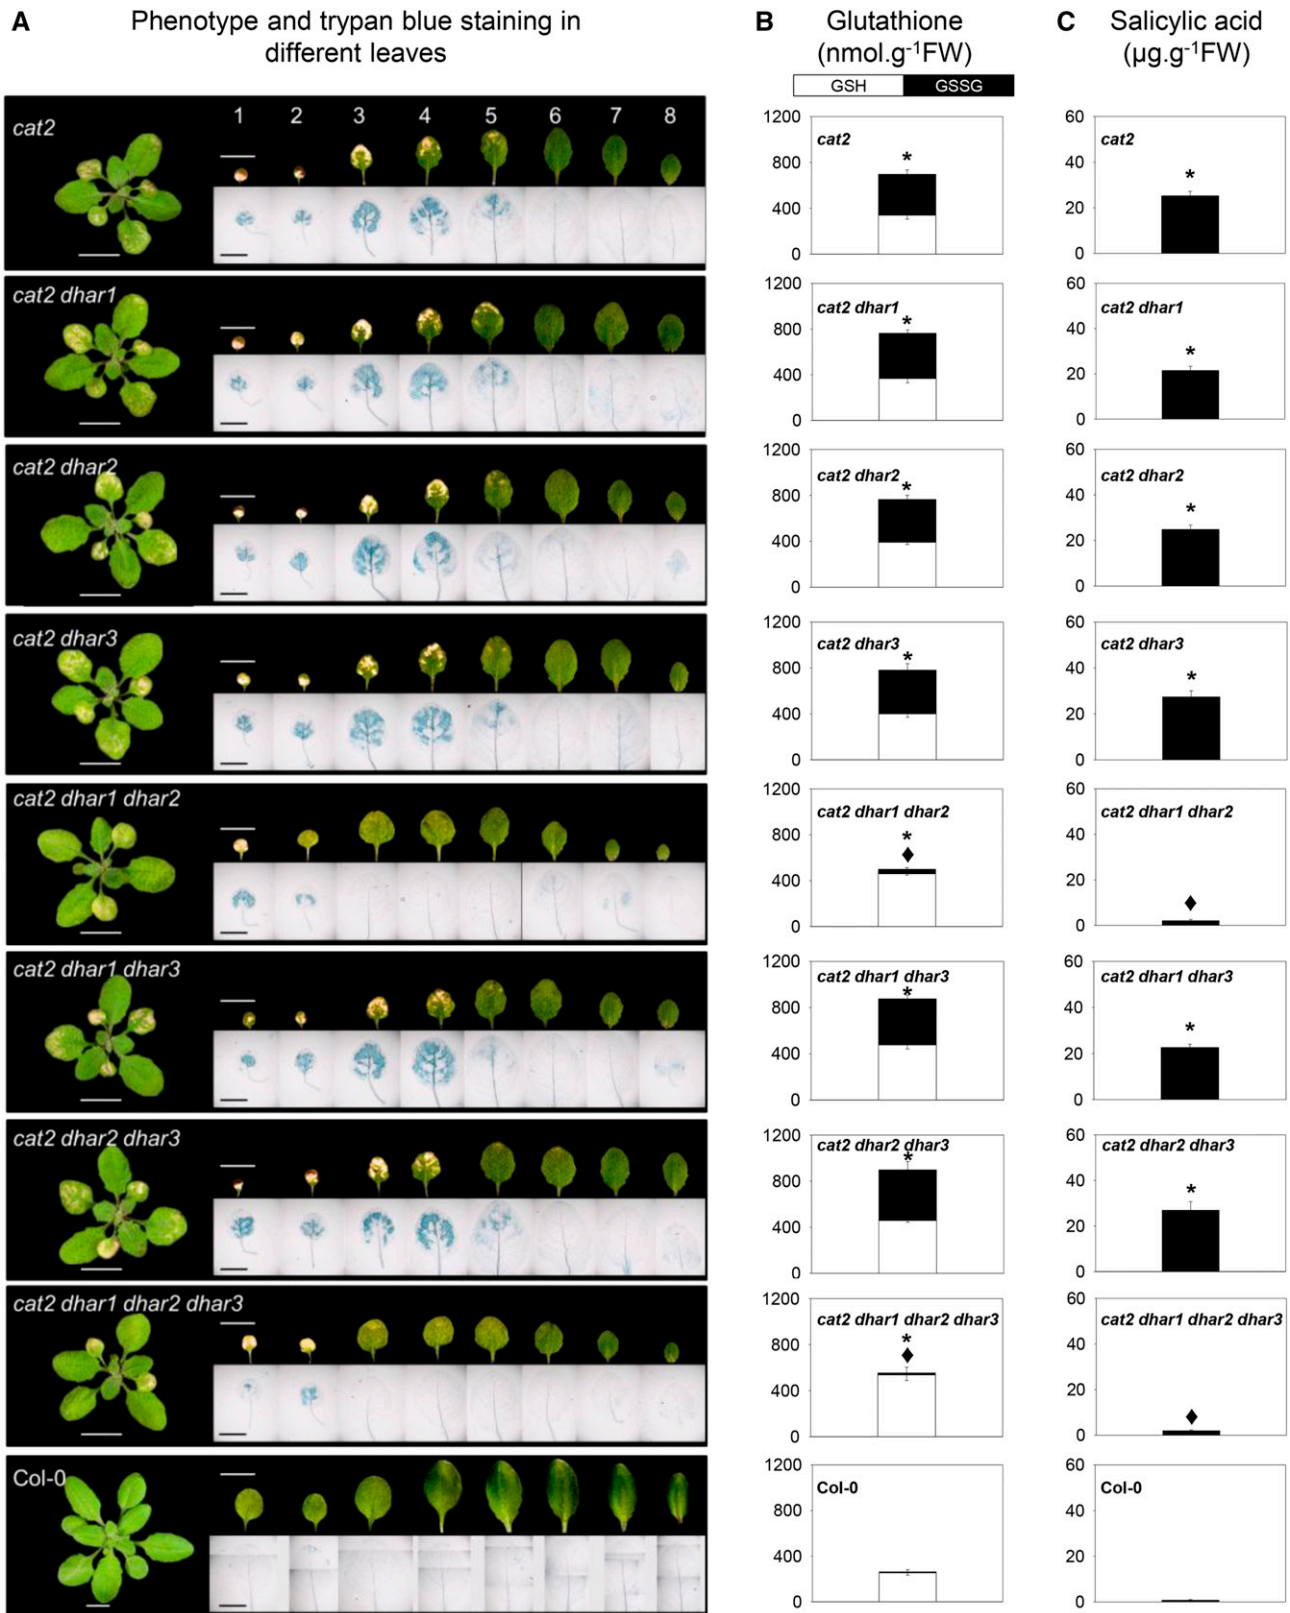 A
Phenotype and trypan blue staining in
different leaves
B
Glutathione
(nmol.g-1FW)
GSH
GSSG
C
Salicylic acid
(µg.g-1FW)
cat2
1 2 3 4 5 6 7 8
1200
800
400
0
cat2
*
60
40
20
0
cat2
*
cat2 dhar1
1200
800
400
0
cat2 dhar1
*
60
40
20
0
cat2 dhar1
*
cat2 dhar2
1200
800
400
0
cat2 dhar2
*
60
40
20
0
cat2 dhar2
*
cat2 dhar3
1200
800
400
0
cat2 dhar3
*
60
40
20
0
cat2 dhar3
*
cat2 dhar1 dhar2
1200
800
400
0
cat2 dhar1 dhar2
*
♦
60
40
20
0
cat2 dhar1 dhar2
♦
cat2 dhar1 dhar3
1200
800
400
0
cat2 dhar1 dhar3
*
60
40
20
0
cat2 dhar1 dhar3
*
cat2 dhar2 dhar3
1200
800
400
0
cat2 dhar2 dhar3
*
60
40
20
0
cat2 dhar2 dhar3
*
cat2 dhar1 dhar2 dhar3
1200
800
400
0
cat2 dhar1 dhar2 dhar3
*
♦
60
40
20
0
cat2 dhar1 dhar2 dhar3
♦
Col-0
1200
800
400
0
Col-0
60
40
20
0
Col-0